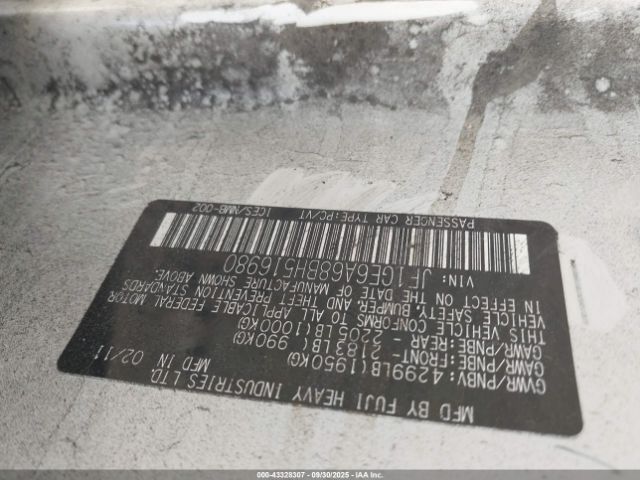 MFD BY FUJI HEAVY INDUSTRIES LTD.
MFD IN 02/11
GVWR/PNBV: 4299LB(1950KG)
GAWR/PNBE: FRONT- 2183LB( 990KG)
GAWR/PNBE: REAR - 2205LB(1000KG)
THIS VEHICLE CONFORMS TO ALL APPLICABLE FEDERAL MOTOR
VEHICLE SAFETY, BUMPER, AND THEFT PREVENTION STANDARDS
IN EFFECT ON THE DATE OF MANUFACTURE SHOWN ABOVE.
VIN: JF1GE6A68BH516980
PASSENGER CAR TYPE:PC/VT ICES/NMB-002
000-43328307 - 09/30/2025 - IAAI.COM